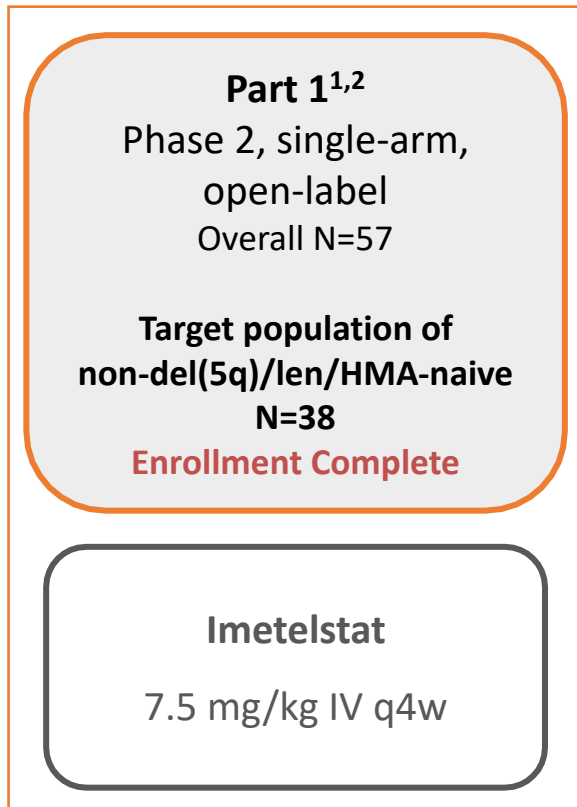 Part 1¹,²
Phase 2, single-arm,
open-label
Overall N=57
Target population of
non-del(5q)/len/HMA-naive
N=38
Enrollment Complete
Imetelstat
7.5 mg/kg IV q4w